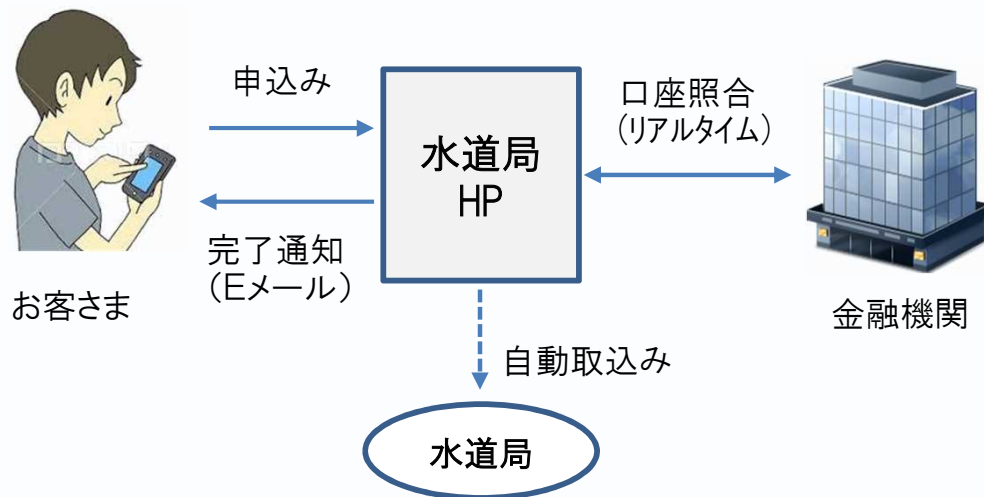 申込み
口座照合
(リアルタイム)
水道局
HP
完了通知
(Eメール)
お客さま
金融機関
自動取込み
水道局